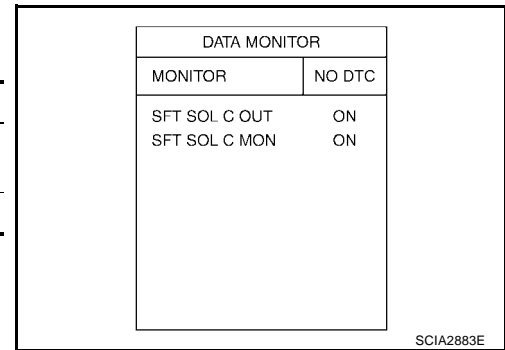 DATA MONITOR
MONITOR NO DTC
SFT SOL C OUT ON
SFT SOL C MON ON
SCIA2883E